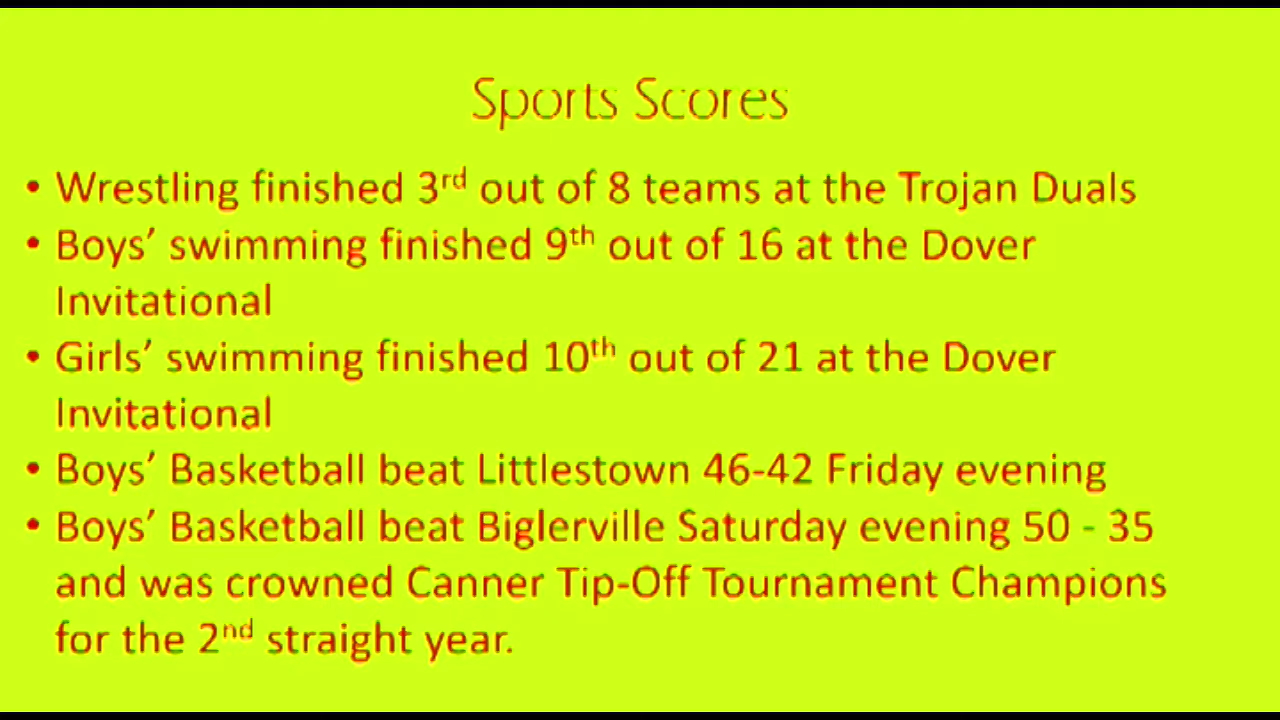 Sports Scores
• Wrestling finished 3rd out of 8 teams at the Trojan Duals
• Boys’ swimming finished 9th out of 16 at the Dover
Invitational
• Girls’ swimming finished 10th out of 21 at the Dover
Invitational
• Boys’ Basketball beat Littlestown 46-42 Friday evening
• Boys’ Basketball beat Biglerville Saturday evening 50 - 35
and was crowned Canner Tip-Off Tournament Champions
for the 2nd straight year.